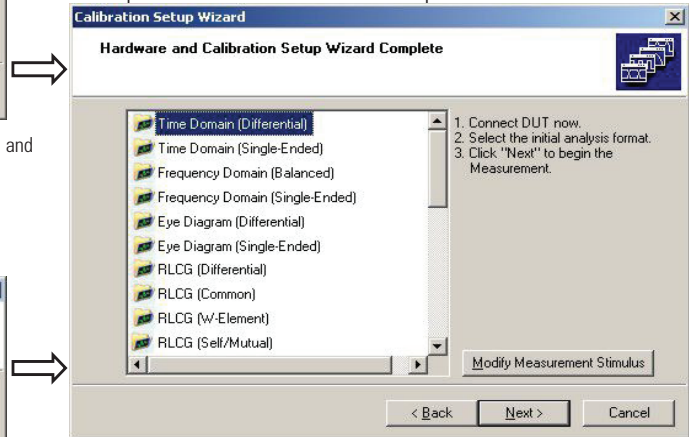 Calibration Setup Wizard
Hardware and Calibration Setup Wizard Complete
and
Time Domain (Differential)
Time Domain (Single-Ended)
Frequency Domain (Balanced)
Frequency Domain (Single-Ended)
Eye Diagram (Differential)
Eye Diagram (Single-Ended)
RLCG (Differential)
RLCG (Common)
RLCG (W-Element)
RLCG (Self/Mutual)
1. Connect DUT now.
2. Select the initial analysis format.
3. Click "Next" to begin the
Measurement.
Modify Measurement Stimulus
< Back
Next >
Cancel